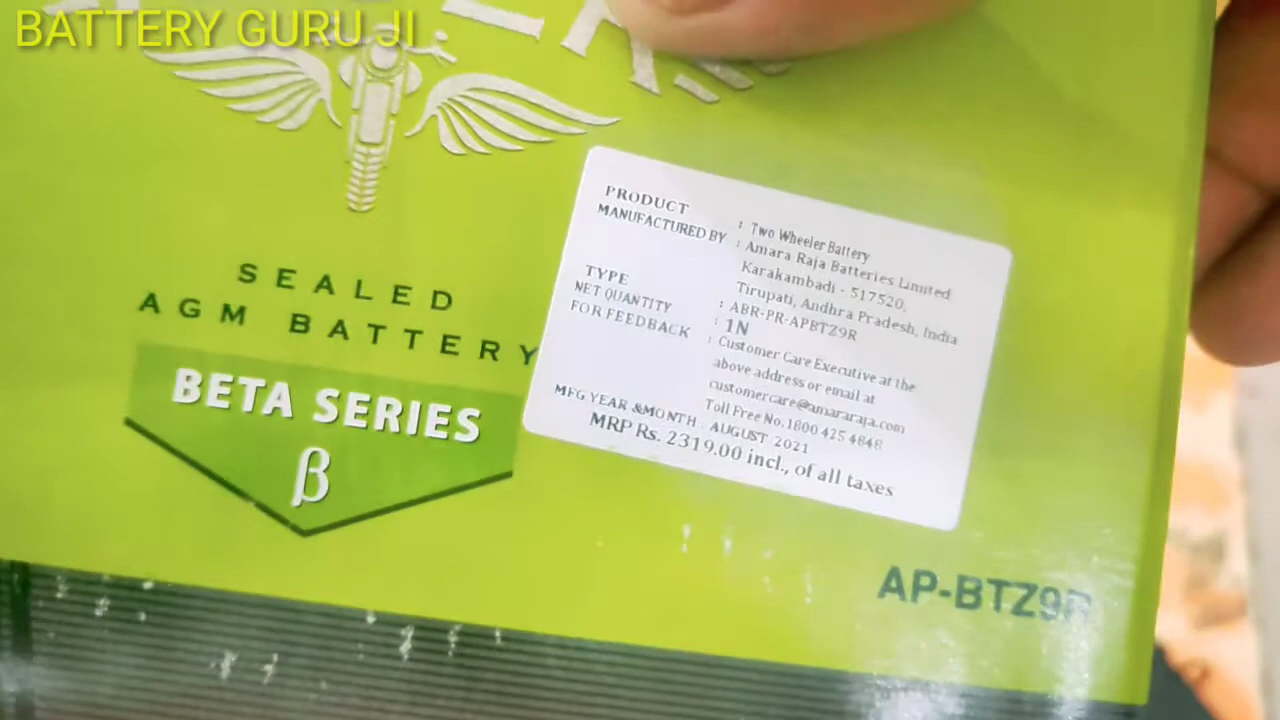 BATTERY GURU JI
SEALED
AGM BATTERY
BETA SERIES
β
PRODUCT : Two Wheeler Battery
MANUFACTURED BY : Amara Raja Batteries Limited
Karakambadi - 517520,
Tirupati, Andhra Pradesh, India
TYPE : ABR-PR-APBTZ9R
NET QUANTITY : 1N
FOR FEEDBACK : Customer Care Executive at the
above address or email at
customercare@amararaja.com
Toll Free No. 1800 425 4848
MFG YEAR &MONTH AUGUST 2021
MRP Rs. 2319.00 incl., of all taxes
AP-BTZ9R